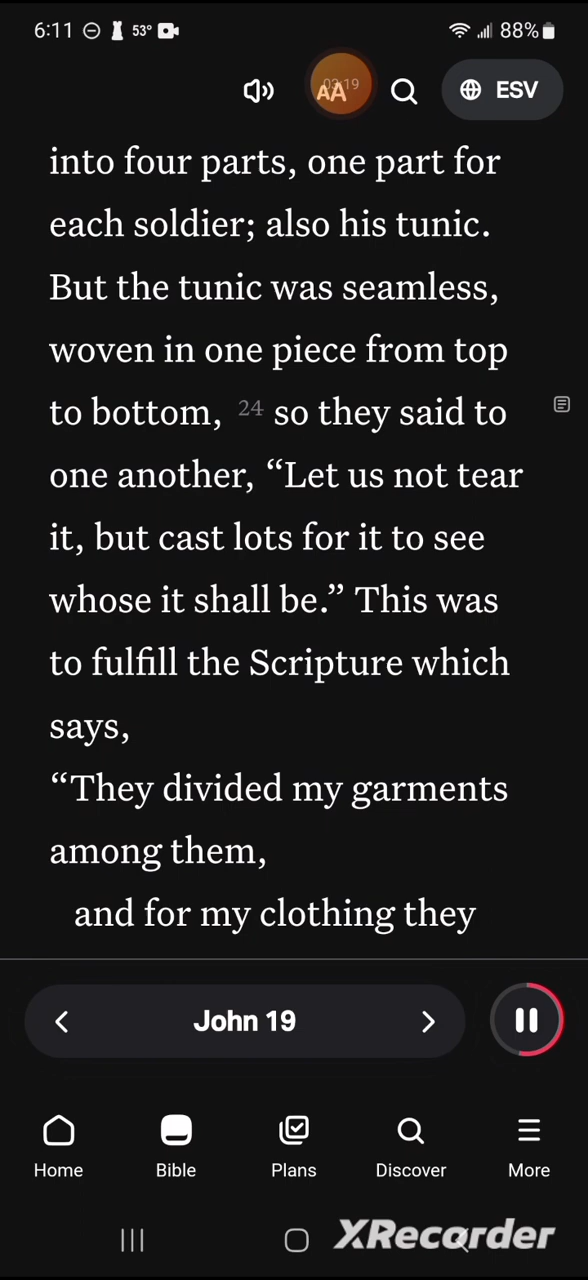 6:11 53° 88%
03:19
AA ESV
into four parts, one part for
each soldier; also his tunic.
But the tunic was seamless,
woven in one piece from top
to bottom, 24 so they said to
one another, “Let us not tear
it, but cast lots for it to see
whose it shall be.” This was
to fulfill the Scripture which
says,
“They divided my garments
among them,
and for my clothing they
John 19
Home Bible Plans Discover More
XRecorder